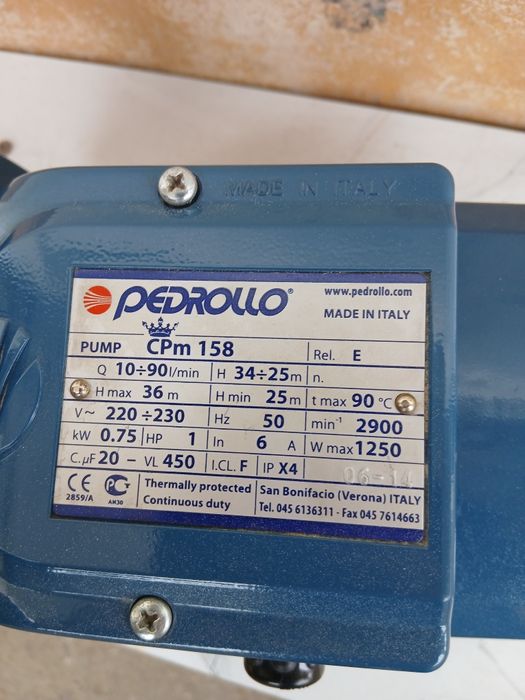 MADE IN ITALY
PEDROLLO®
www.pedrollo.com
MADE IN ITALY
PUMP CPm 158 Rel. E
Q 10÷90 l/min H 34÷25 m n.
H max 36 m H min 25 m t max 90 °C
V~ 220÷230 Hz 50 min-1 2900
kW 0.75 HP 1 In 6 A W max 1250
C. µF 20 – VL 450 I.CL. F IP X4 06-14
CE
2859/A
АИ30
Thermally protected
Continuous duty
San Bonifacio (Verona) ITALY
Tel. 045 6136311 - Fax 045 7614663